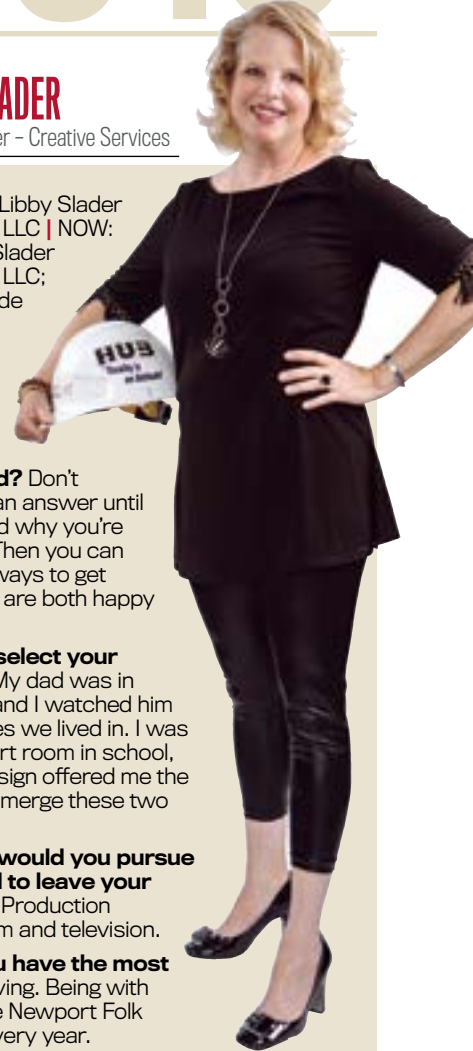 ADER
er – Creative Services
Libby Slader
LLC | NOW:
Slader
LLC;
de
HUB
d? Don't
an answer until
d why you're
Then you can
ways to get
are both happy
select your
My dad was in
and I watched him
es we lived in. I was
art room in school,
sign offered me the
merge these two
would you pursue
d to leave your
Production
m and television.
u have the most
ving. Being with
e Newport Folk
very year.